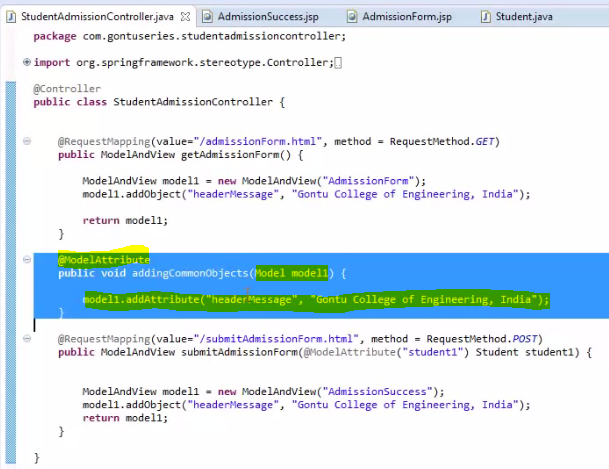 StudentAdmissionController.java AdmissionSuccess.jsp AdmissionForm.jsp Student.java
package com.gontuseries.studentadmissioncontroller;
import org.springframework.stereotype.Controller;
@Controller
public class StudentAdmissionController {
@RequestMapping(value="/admissionForm.html", method = RequestMethod.GET)
public ModelAndView getAdmissionForm() {
ModelAndView model1 = new ModelAndView("AdmissionForm");
model1.addObject("headerMessage", "Gontu College of Engineering, India");
return model1;
}
@ModelAttribute
public void addingCommonObjects(Model model1) {
model1.addAttribute("headerMessage", "Gontu College of Engineering, India");
}
@RequestMapping(value="/submitAdmissionForm.html", method = RequestMethod.POST)
public ModelAndView submitAdmissionForm(@ModelAttribute("student1") Student student1) {
ModelAndView model1 = new ModelAndView("AdmissionSuccess");
model1.addObject("headerMessage", "Gontu College of Engineering, India");
return model1;
}
}